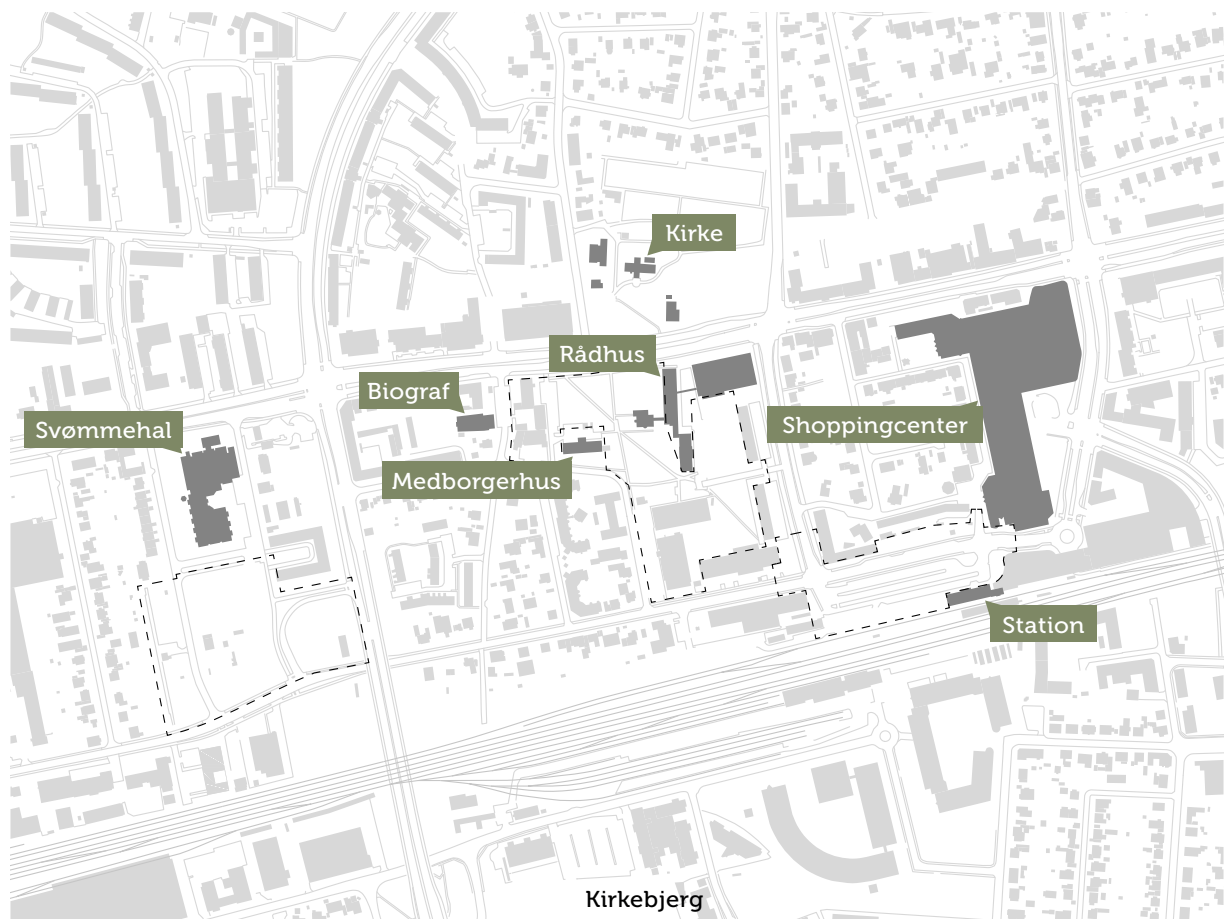 Kirke
Rådhus
Biograf
Svømmehal
Shoppingcenter
Medborgerhus
Station
Kirkebjerg